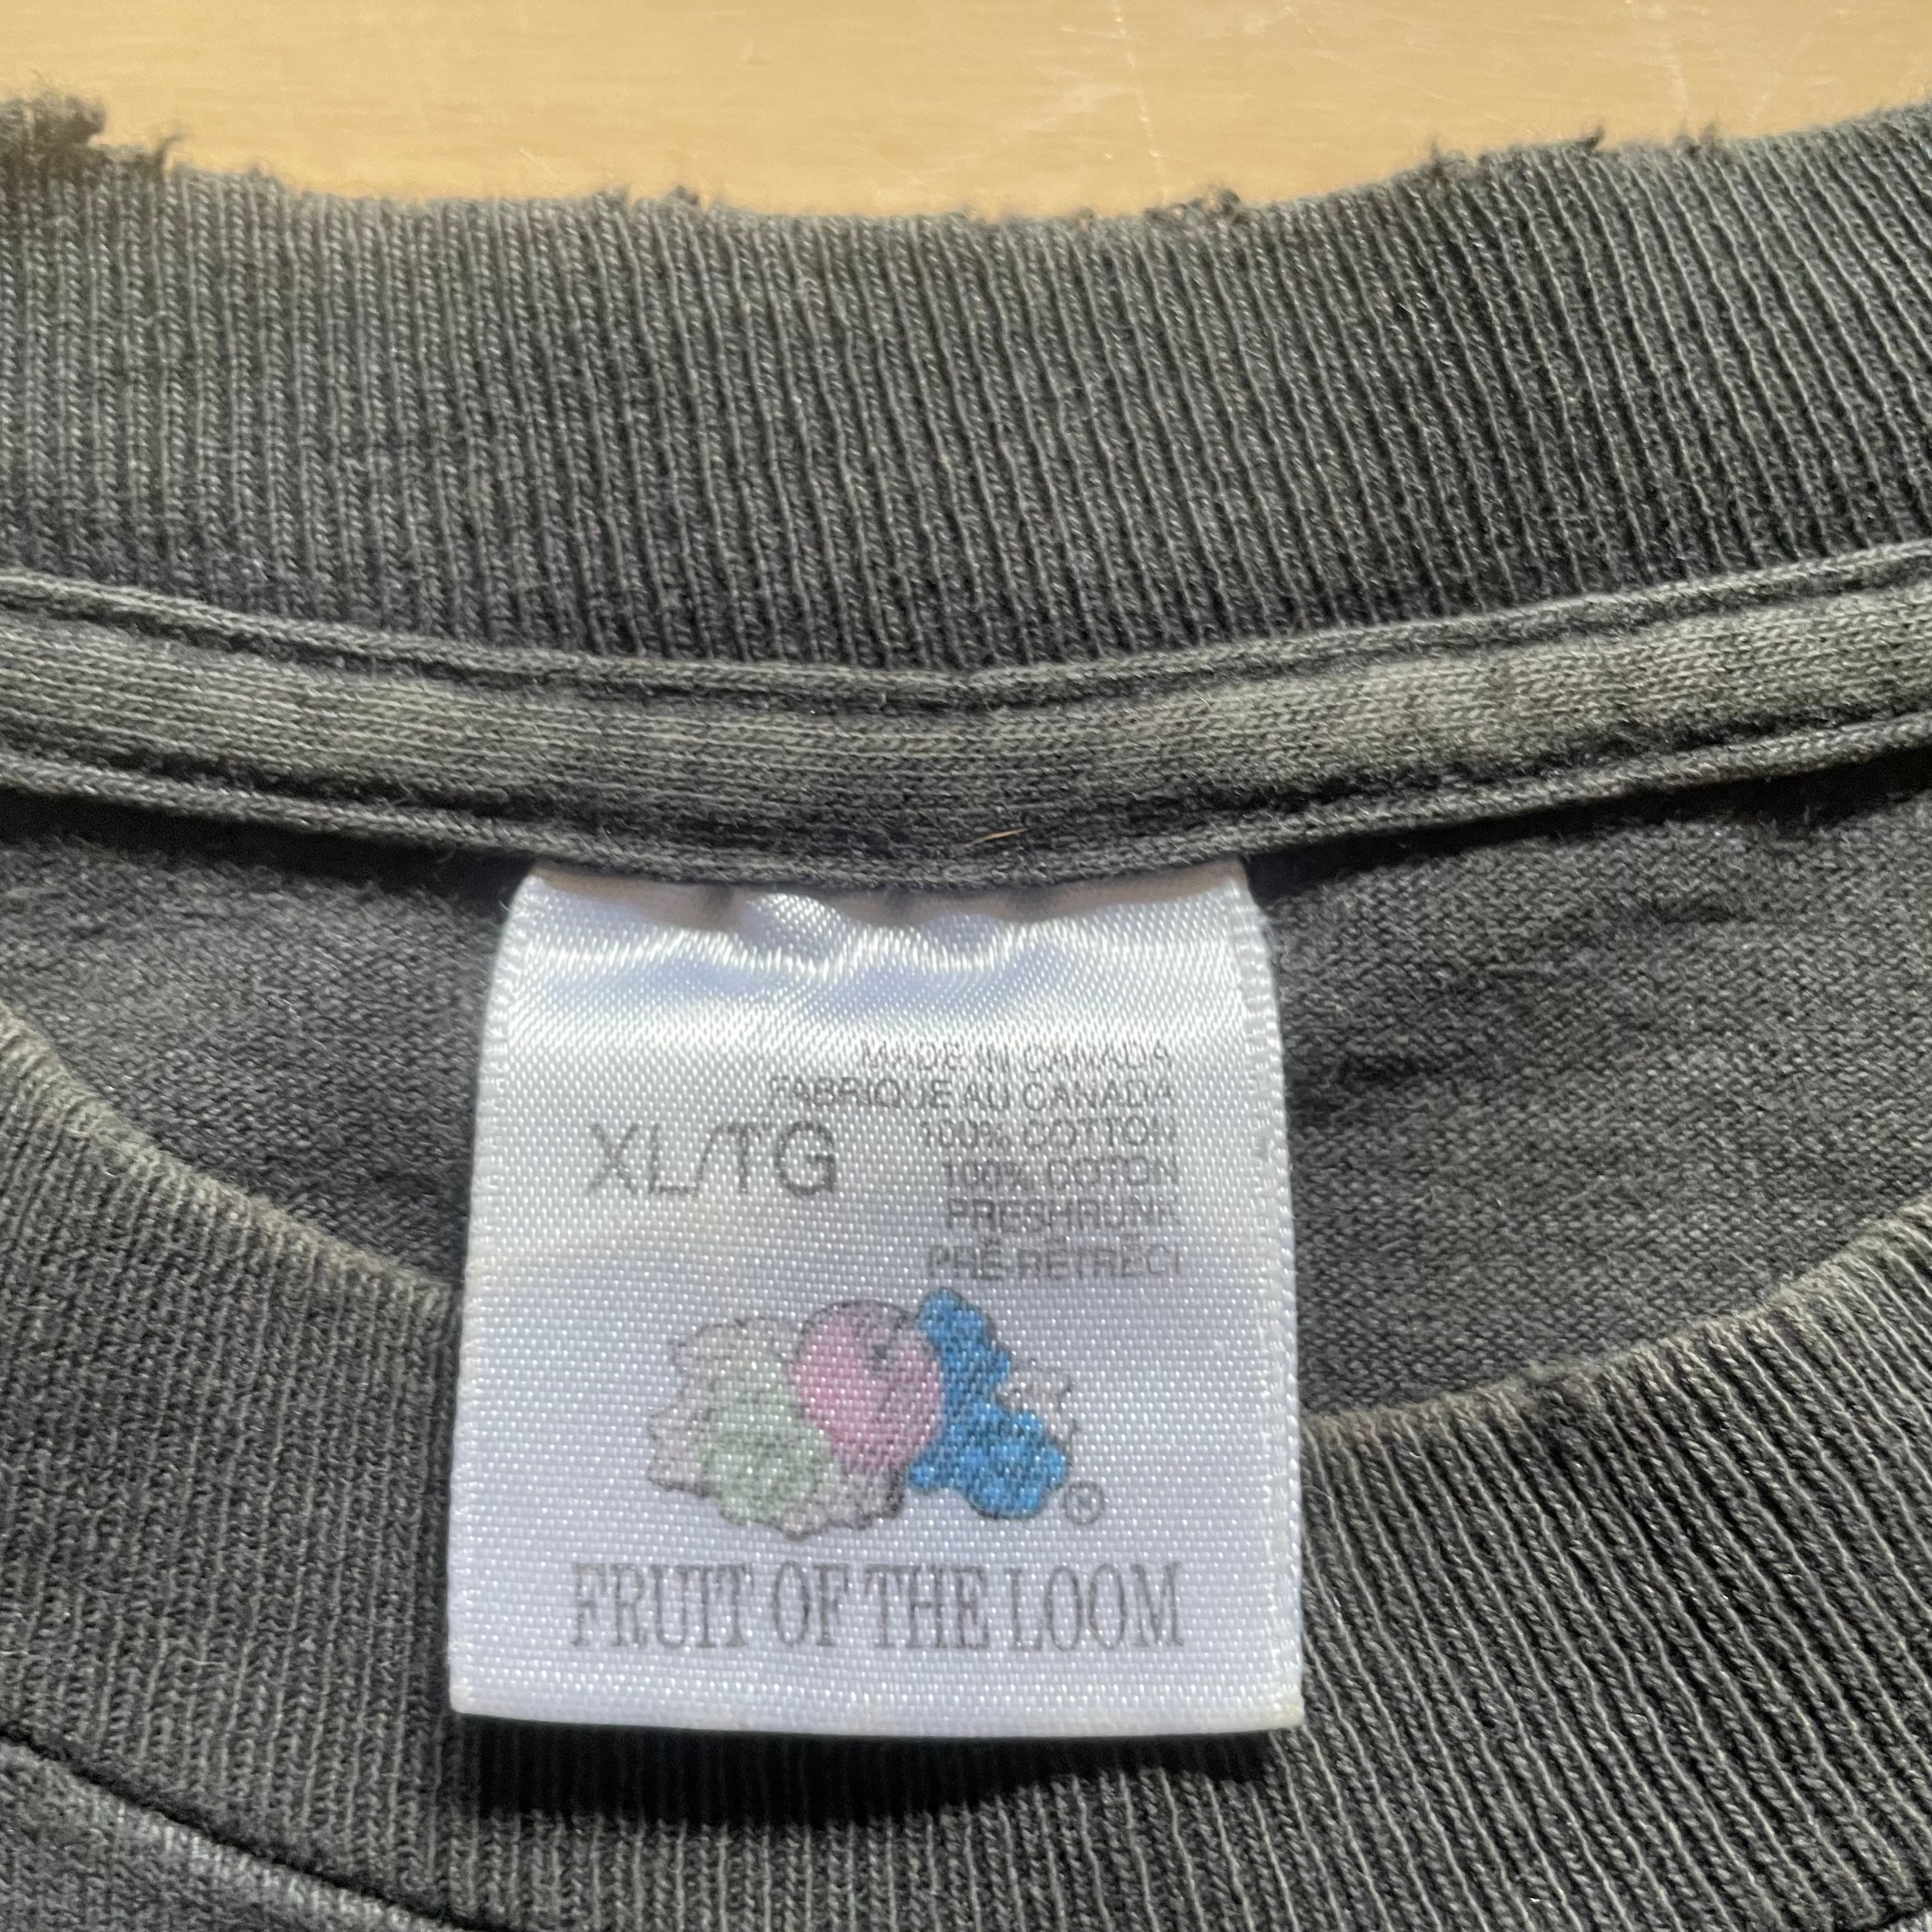 MADE IN CANADA
FABRIQUE AU CANADA
XL/TG
100% COTTON
100% COTON
PRESHRUNK
PRÉ-RÉTRÉCI
®
FRUIT OF THE LOOM